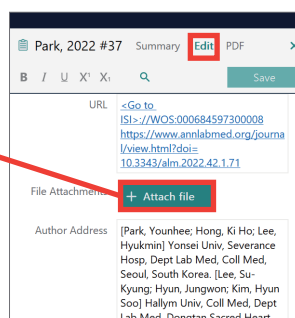 Park, 2022 #37 Summary Edit PDF
B I U X¹ X₁ Save
URL <Go to
ISI>://WOS:000684597300008
https://www.annlabmed.org/journa
l/view.html?doi=
10.3343/alm.2022.42.1.71
File Attachments + Attach file
Author Address [Park, Younhee; Hong, Ki Ho; Lee,
Hyukmin] Yonsei Univ, Severance
Hosp, Dept Lab Med, Coll Med,
Seoul, South Korea. [Lee, Su-
Kyung; Hyun, Jungwon; Kim, Hyun
Soo] Hallym Univ, Coll Med, Dept
Lab Med, Dongtan Sacred Heart